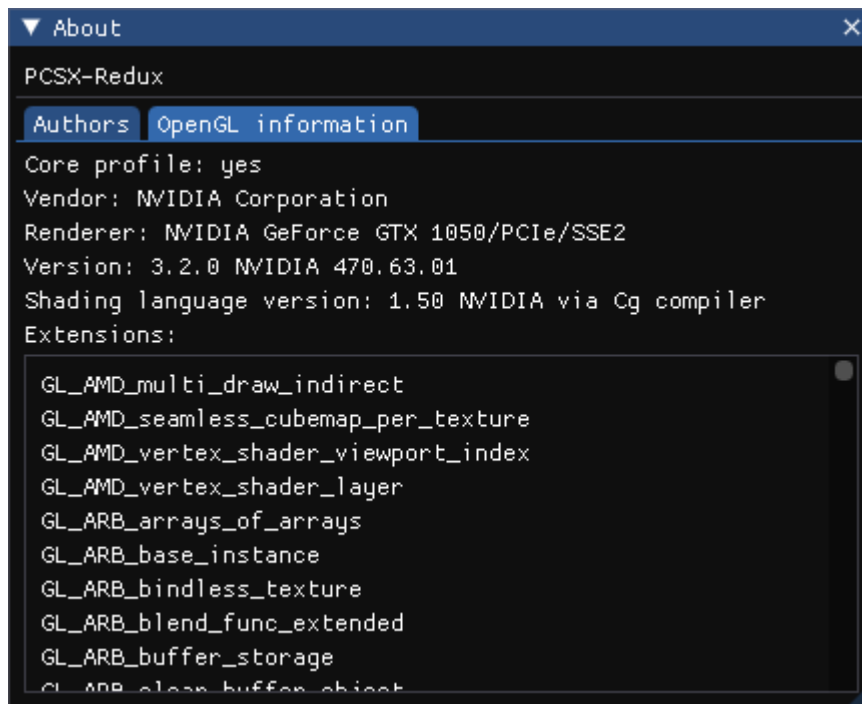 ▼ About ✕
PCSX-Redux
Authors OpenGL information
Core profile: yes
Vendor: NVIDIA Corporation
Renderer: NVIDIA GeForce GTX 1050/PCIe/SSE2
Version: 3.2.0 NVIDIA 470.63.01
Shading language version: 1.50 NVIDIA via Cg compiler
Extensions:
GL_AMD_multi_draw_indirect
GL_AMD_seamless_cubemap_per_texture
GL_AMD_vertex_shader_viewport_index
GL_AMD_vertex_shader_layer
GL_ARB_arrays_of_arrays
GL_ARB_base_instance
GL_ARB_bindless_texture
GL_ARB_blend_func_extended
GL_ARB_buffer_storage
GL_ARB_clear_buffer_object